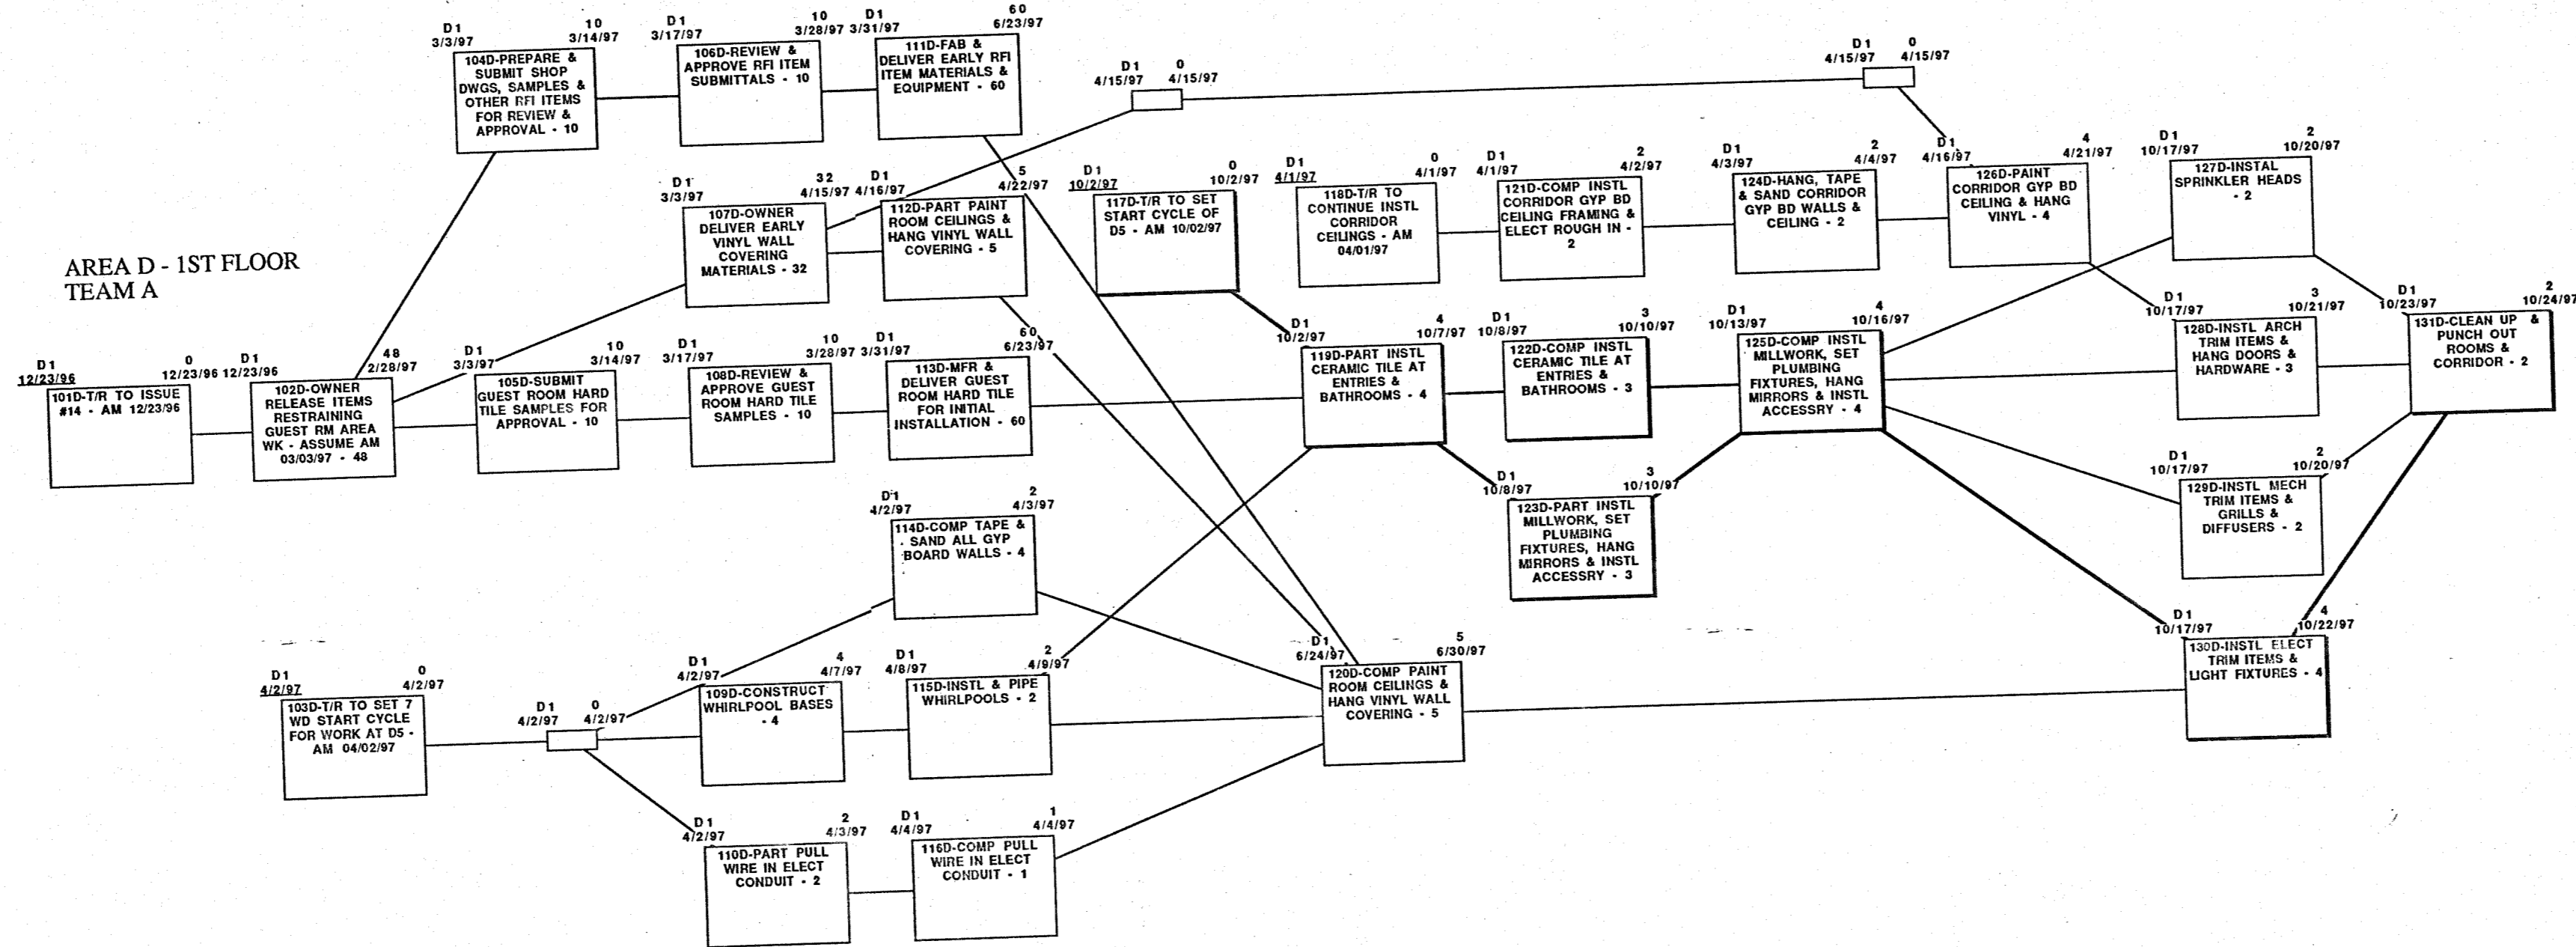 AREA D - 1ST FLOOR
TEAM A
D1 0
12/23/96 12/23/96
101D-T/R TO ISSUE
#14 - AM 12/23/96
D1 48
12/23/96 2/28/97
102D-OWNER
RELEASE ITEMS
RESTRAINING
GUEST RM AREA
WK - ASSUME AM
03/03/97 - 48
D1 0
4/2/97 4/2/97
103D-T/R TO SET 7
WD START CYCLE
FOR WORK AT D5 -
AM 04/02/97
D1 10
3/3/97 3/14/97
104D-PREPARE &
SUBMIT SHOP
DWGS, SAMPLES &
OTHER RFI ITEMS
FOR REVIEW &
APPROVAL - 10
D1 10
3/3/97 3/14/97
105D-SUBMIT
GUEST ROOM HARD
TILE SAMPLES FOR
APPROVAL - 10
D1 0
4/2/97 4/2/97
D1 10
3/17/97 3/28/97
106D-REVIEW &
APPROVE RFI ITEM
SUBMITTALS - 10
D1 32
3/3/97 4/15/97
107D-OWNER
DELIVER EARLY
VINYL WALL
COVERING
MATERIALS - 32
D1 10
3/17/97 3/28/97
108D-REVIEW &
APPROVE GUEST
ROOM HARD TILE
SAMPLES - 10
D1 4
4/2/97 4/7/97
109D-CONSTRUCT
WHIRLPOOL BASES
- 4
D1 2
4/2/97 4/3/97
110D-PART PULL
WIRE IN ELECT
CONDUIT - 2
D1 60
3/31/97 6/23/97
111D-FAB &
DELIVER EARLY RFI
ITEM MATERIALS &
EQUIPMENT - 60
D1 5
4/16/97 4/22/97
112D-PART PAINT
ROOM CEILINGS &
HANG VINYL WALL
COVERING - 5
D1 60
3/31/97 6/23/97
113D-MFR &
DELIVER GUEST
ROOM HARD TILE
FOR INITIAL
INSTALLATION - 60
D1 2
4/2/97 4/3/97
114D-COMP TAPE &
SAND ALL GYP
BOARD WALLS - 4
D1 2
4/8/97 4/9/97
115D-INSTL & PIPE
WHIRLPOOLS - 2
D1 1
4/4/97 4/4/97
116D-COMP PULL
WIRE IN ELECT
CONDUIT - 1
D1 0
4/15/97 4/15/97
D1 0
10/2/97 10/2/97
117D-T/R TO SET
START CYCLE OF
D5 - AM 10/02/97
D1 0
4/1/97 4/1/97
118D-T/R TO
CONTINUE INSTL
CORRIDOR
CEILINGS - AM
04/01/97
D1 4
10/2/97 10/7/97
119D-PART INSTL
CERAMIC TILE AT
ENTRIES &
BATHROOMS - 4
D1 5
6/24/97 6/30/97
120D-COMP PAINT
ROOM CEILINGS &
HANG VINYL WALL
COVERING - 5
D1 2
4/1/97 4/2/97
121D-COMP INSTL
CORRIDOR GYP BD
CEILING FRAMING &
ELECT ROUGH IN -
2
D1 3
10/8/97 10/10/97
122D-COMP INSTL
CERAMIC TILE AT
ENTRIES &
BATHROOMS - 3
D1 3
10/8/97 10/10/97
123D-PART INSTL
MILLWORK, SET
PLUMBING
FIXTURES, HANG
MIRRORS & INSTL
ACCESSRY - 3
D1 2
4/3/97 4/4/97
124D-HANG, TAPE
& SAND CORRIDOR
GYP BD WALLS &
CEILING - 2
D1 4
10/13/97 10/16/97
125D-COMP INSTL
MILLWORK, SET
PLUMBING
FIXTURES, HANG
MIRRORS & INSTL
ACCESSRY - 4
D1 0
4/15/97 4/15/97
D1 4
4/16/97 4/21/97
126D-PAINT
CORRIDOR GYP BD
CEILING & HANG
VINYL - 4
D1 2
10/17/97 10/20/97
127D-INSTAL
SPRINKLER HEADS
- 2
D1 3
10/17/97 10/21/97
128D-INSTL ARCH
TRIM ITEMS &
HANG DOORS &
HARDWARE - 3
D1 2
10/17/97 10/20/97
129D-INSTL MECH
TRIM ITEMS &
GRILLS &
DIFFUSERS - 2
D1 4
10/17/97 10/22/97
130D-INSTL ELECT
TRIM ITEMS &
LIGHT FIXTURES - 4
D1 2
10/23/97 10/24/97
131D-CLEAN UP &
PUNCH OUT
ROOMS &
CORRIDOR - 2